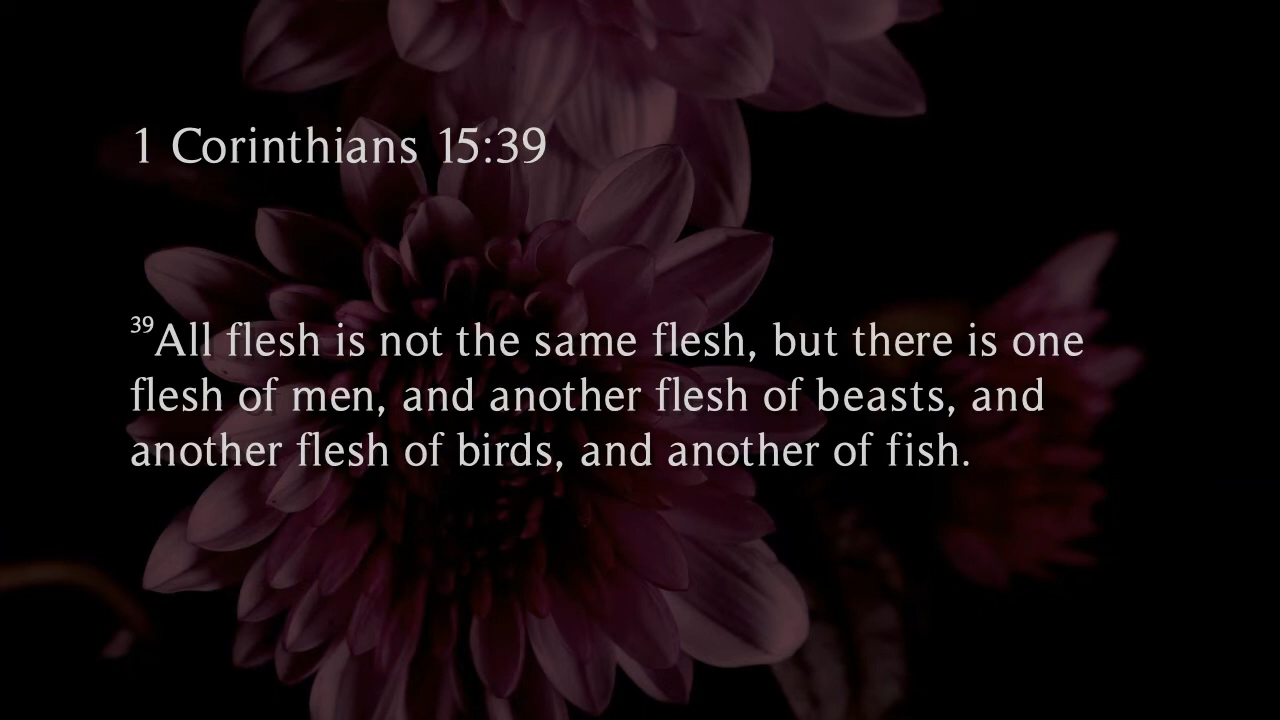 1 Corinthians 15:39
39All flesh is not the same flesh, but there is one
flesh of men, and another flesh of beasts, and
another flesh of birds, and another of fish.